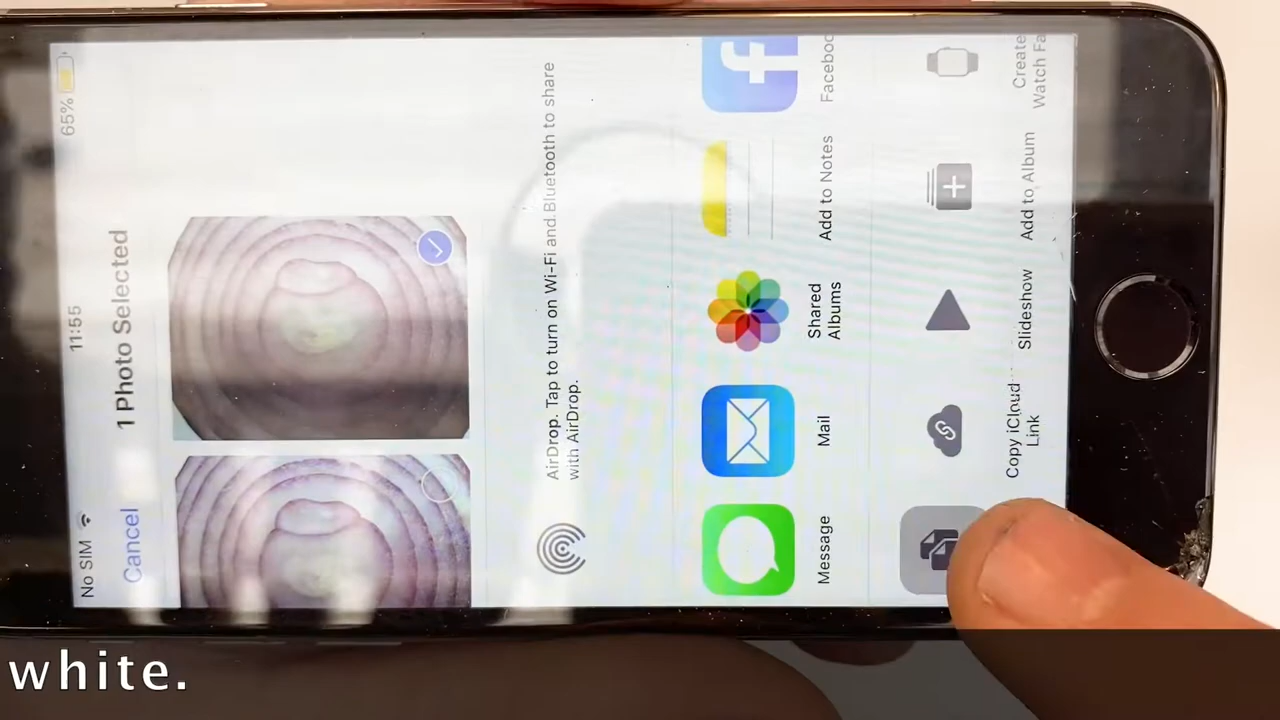 No SIM
11:55
65%
Cancel
1 Photo Selected
AirDrop. Tap to turn on Wi-Fi and Bluetooth to share
with AirDrop.
Message
Mail
Shared
Albums
Add to Notes
Faceboo
Copy iCloud
Link
Slideshow
Add to Album
Create
Watch Fa
white.